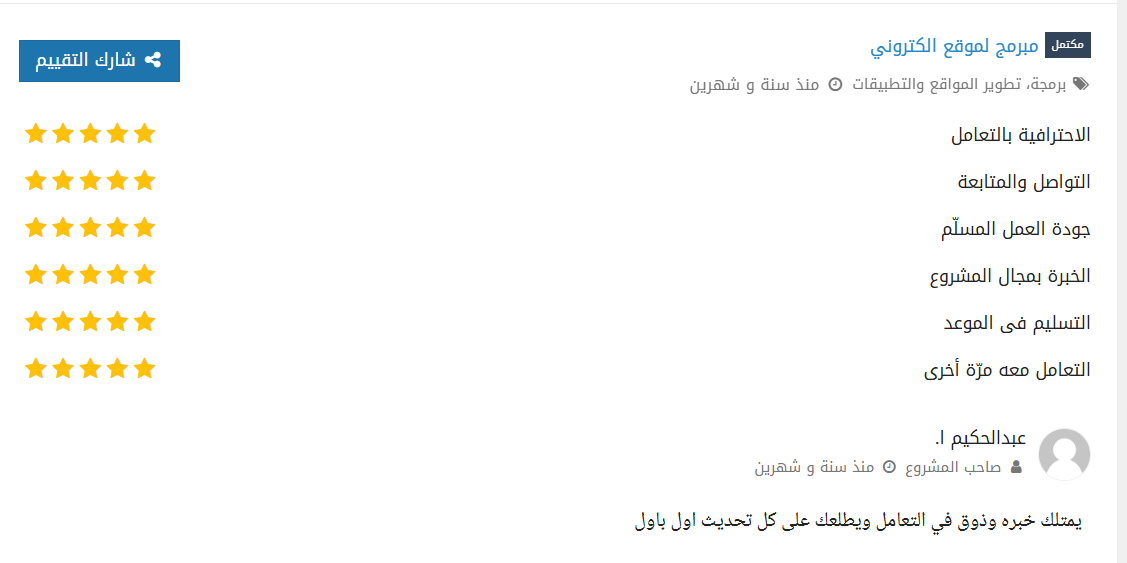 مكتمل مبرمج لموقع الكتروني
شارك التقييم
برمجة، تطوير المواقع والتطبيقات منذ سنة و شهرين
الاحترافية بالتعامل
التواصل والمتابعة
جودة العمل المسلّم
الخبرة بمجال المشروع
التسليم فى الموعد
التعامل معه مرّة أخرى
عبدالحكيم ا.
صاحب المشروع منذ سنة و شهرين
يمتلك خبره وذوق في التعامل ويطلعك على كل تحديث اول باول